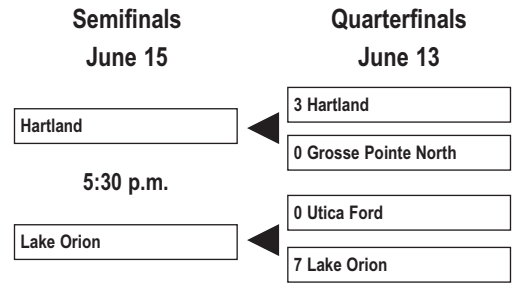 Semifinals
June 15
Quarterfinals
June 13
Hartland
5:30 p.m.
Lake Orion
3 Hartland
0 Grosse Pointe North
0 Utica Ford
7 Lake Orion